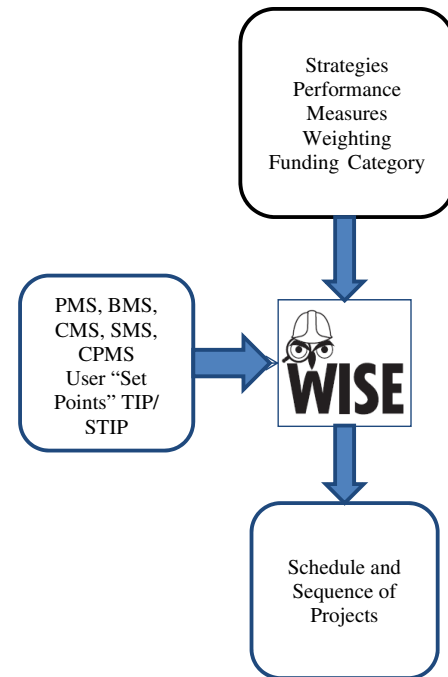 Strategies
Performance
Measures
Weighting
Funding Category
PMS, BMS,
CMS, SMS,
CPMS
User “Set
Points” TIP/
STIP
WISE
Schedule and
Sequence of
Projects